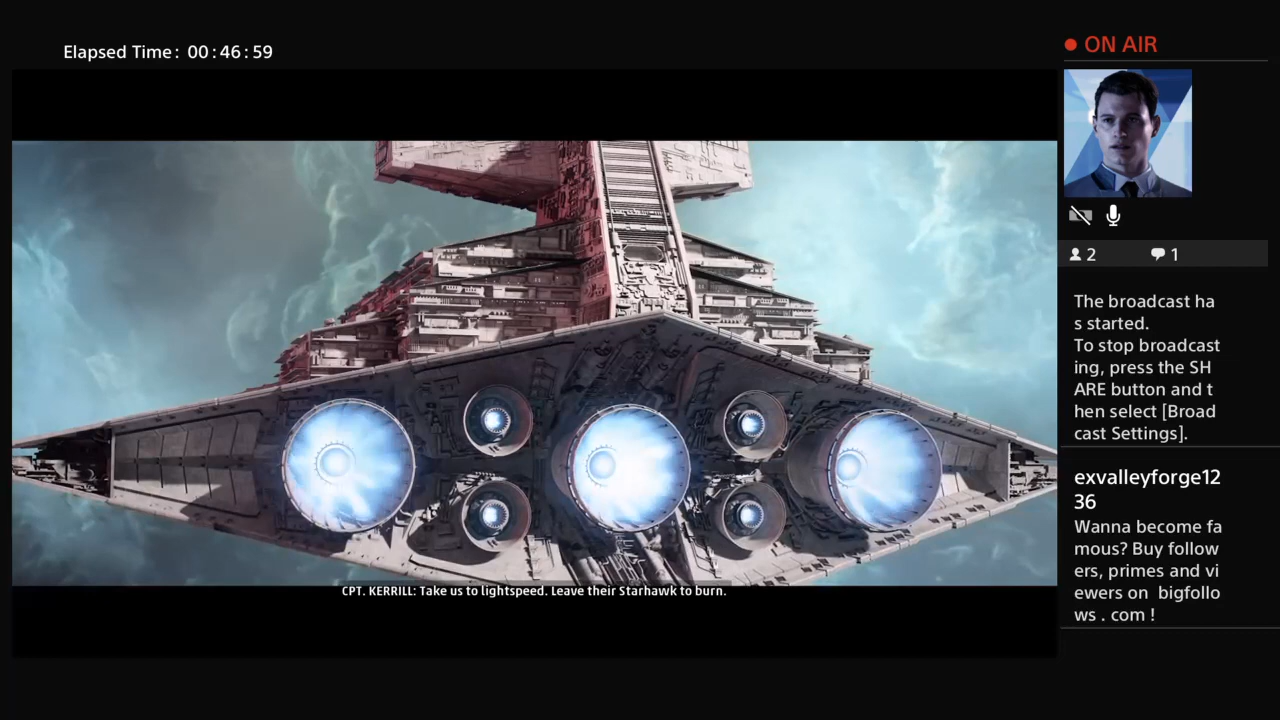 Elapsed Time: 00:46:59
ON AIR
2
1
The broadcast ha
s started.
To stop broadcast
ing, press the SH
ARE button and t
hen select [Broad
cast Settings].
exvalleyforge12
36
Wanna become fa
mous? Buy follow
ers, primes and vi
ewers on  bigfollo
ws . com !
CPT. KERRILL: Take us to lightspeed. Leave their Starhawk to burn.